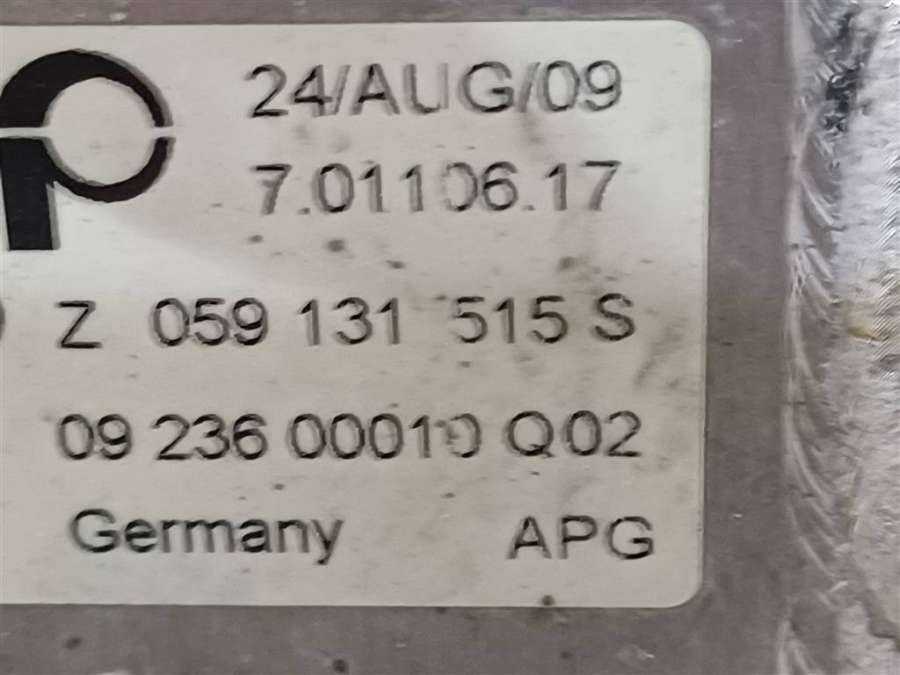 24/AUG/09
7.01106.17
Z 059 131 515 S
09 236 00010 Q02
Germany APG